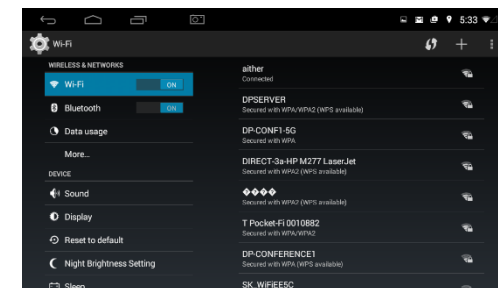 5:33
Wi-Fi
WIRELESS & NETWORKS
Wi-Fi ON
Bluetooth ON
Data usage
More...
DEVICE
Sound
Display
Reset to default
Night Brightness Setting
Sleep
aither
Connected
DPSERVER
Secured with WPA/WPA2 (WPS available)
DP-CONF1-5G
Secured with WPA
DIRECT-3a-HP M277 LaserJet
Secured with WPA2 (WPS available)
����
Secured with WPA2 (WPS available)
T Pocket-Fi 0010882
Secured with WPA/WPA2
DP-CONFERENCE1
Secured with WPA (WPS available)
SK_WiFiEE5C